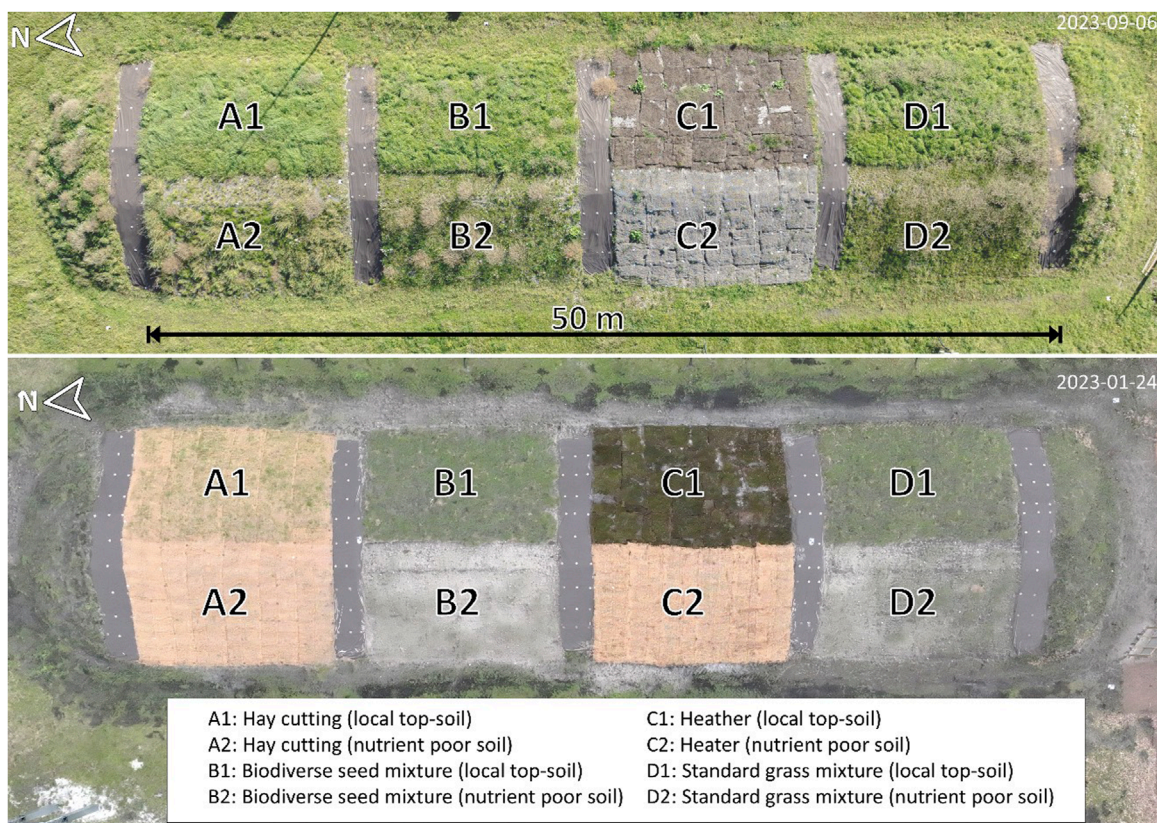 N
2023-09-06
A1 B1 C1 D1
A2 B2 C2 D2
50 m
N
2023-01-24
A1 B1 C1 D1
A2 B2 C2 D2
A1: Hay cutting (local top-soil)
A2: Hay cutting (nutrient poor soil)
B1: Biodiverse seed mixture (local top-soil)
B2: Biodiverse seed mixture (nutrient poor soil)
C1: Heather (local top-soil)
C2: Heater (nutrient poor soil)
D1: Standard grass mixture (local top-soil)
D2: Standard grass mixture (nutrient poor soil)